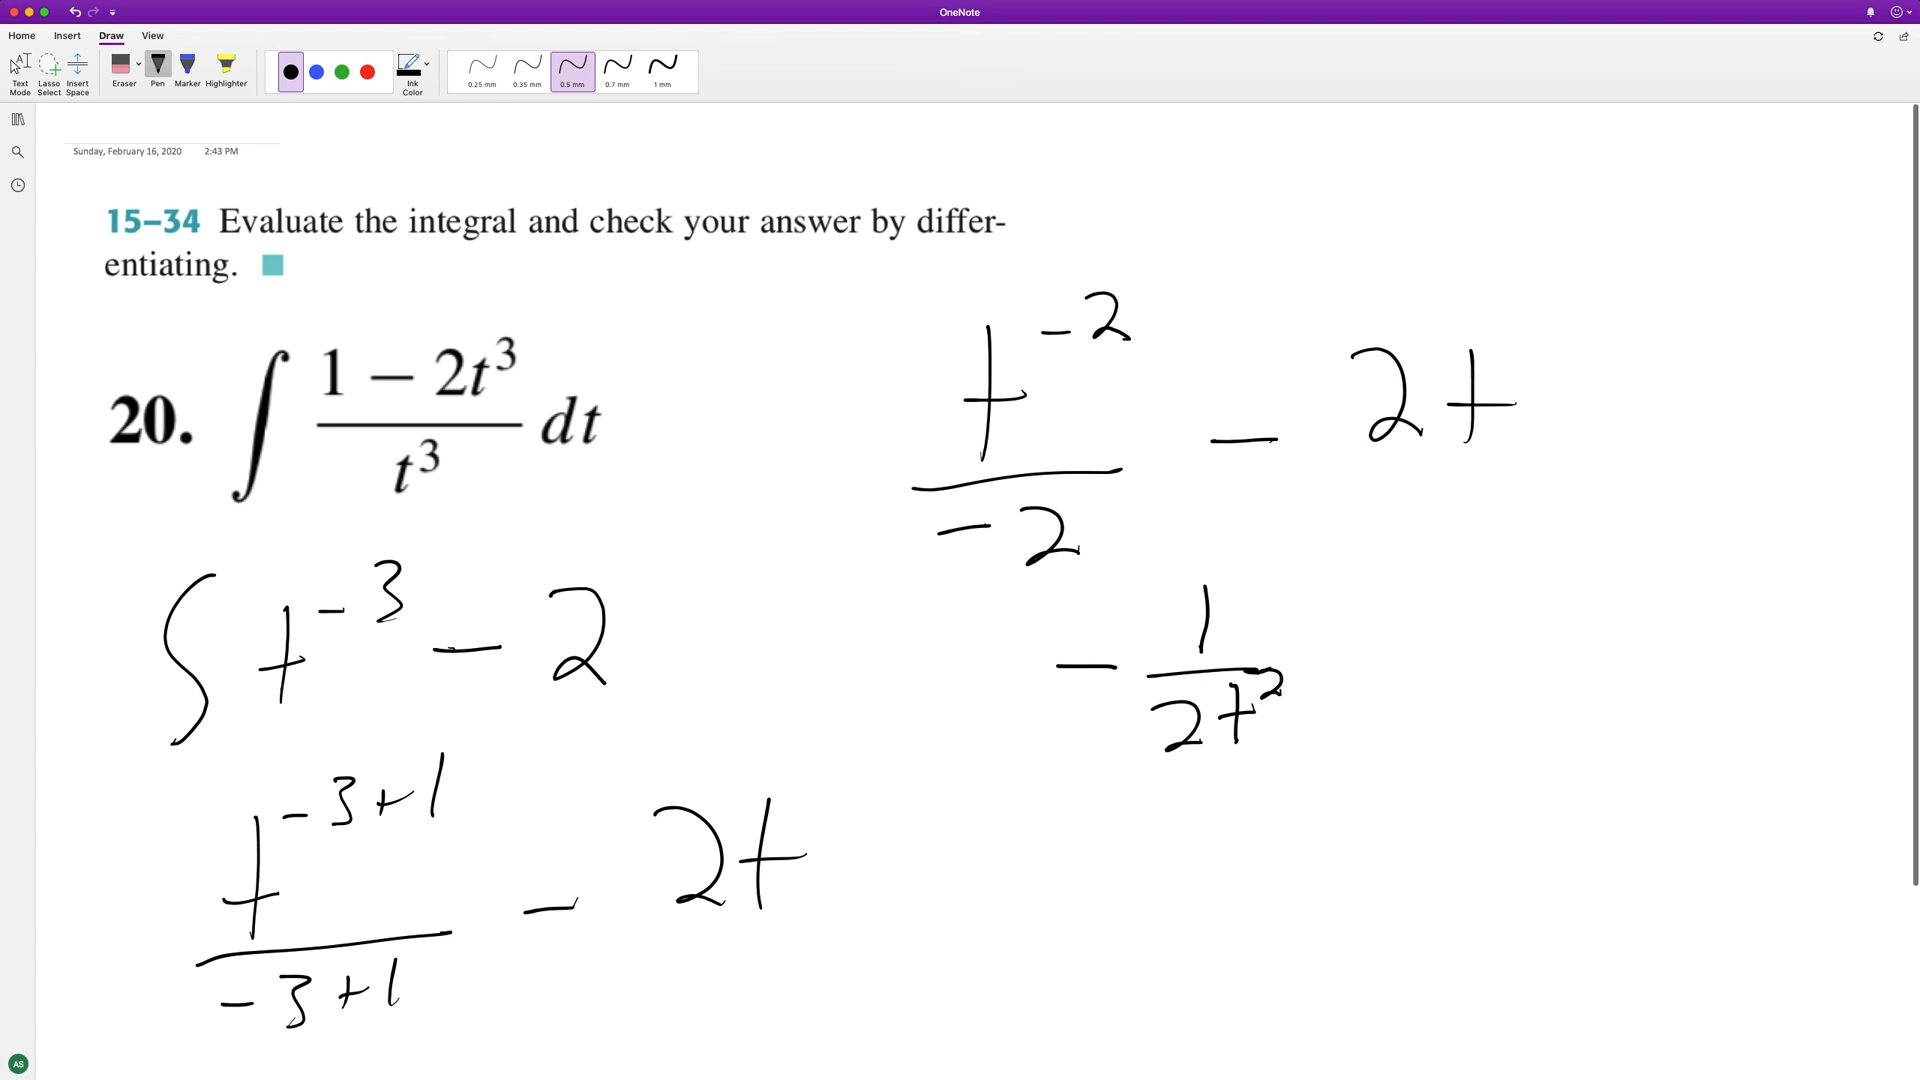 OneNote
Home Insert Draw View
Text Mode
Lasso Select
Insert Space
Eraser
Pen
Marker
Highlighter
Ink Color
0.25 mm
0.35 mm
0.5 mm
0.7 mm
1 mm
Sunday, February 16, 2020 2:43 PM
15–34 Evaluate the integral and check your answer by differ-
entiating.
20. ∫ (1 − 2t³)/t³ dt
∫ t^(-3) − 2
t^(-3+1)/(-3+1) − 2t
t^(-2)/(-2) − 2t
− 1/(2t²)
AS